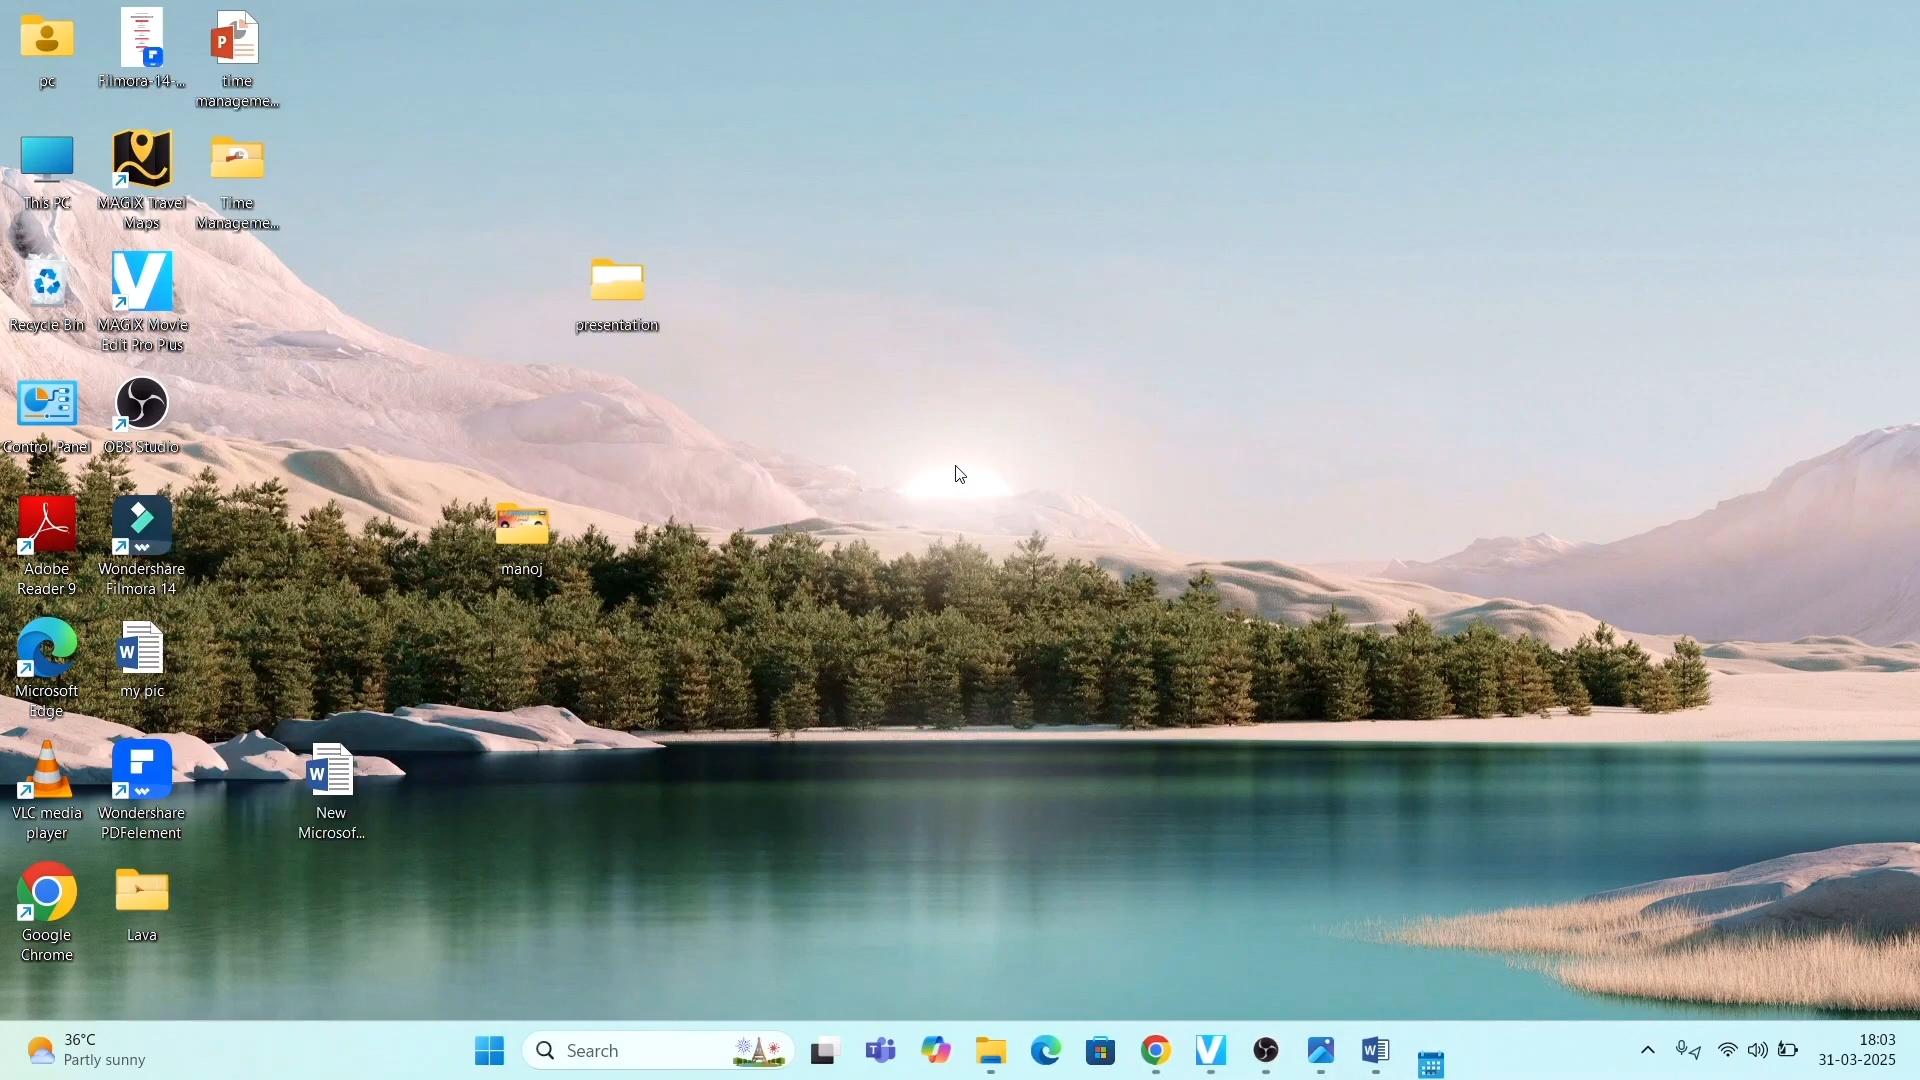 pc
Filmora-14-...
time
manageme...
This PC
MAGIX Travel
Maps
Time
Manageme...
Recycle Bin
MAGIX Movie
Edit Pro Plus
presentation
Control Panel
OBS Studio
Adobe
Reader 9
Wondershare
Filmora 14
manoj
Microsoft
Edge
my pic
VLC media
player
Wondershare
PDFelement
New
Microsof...
Google
Chrome
Lava
36°C
Partly sunny
Search
18:03
31-03-2025